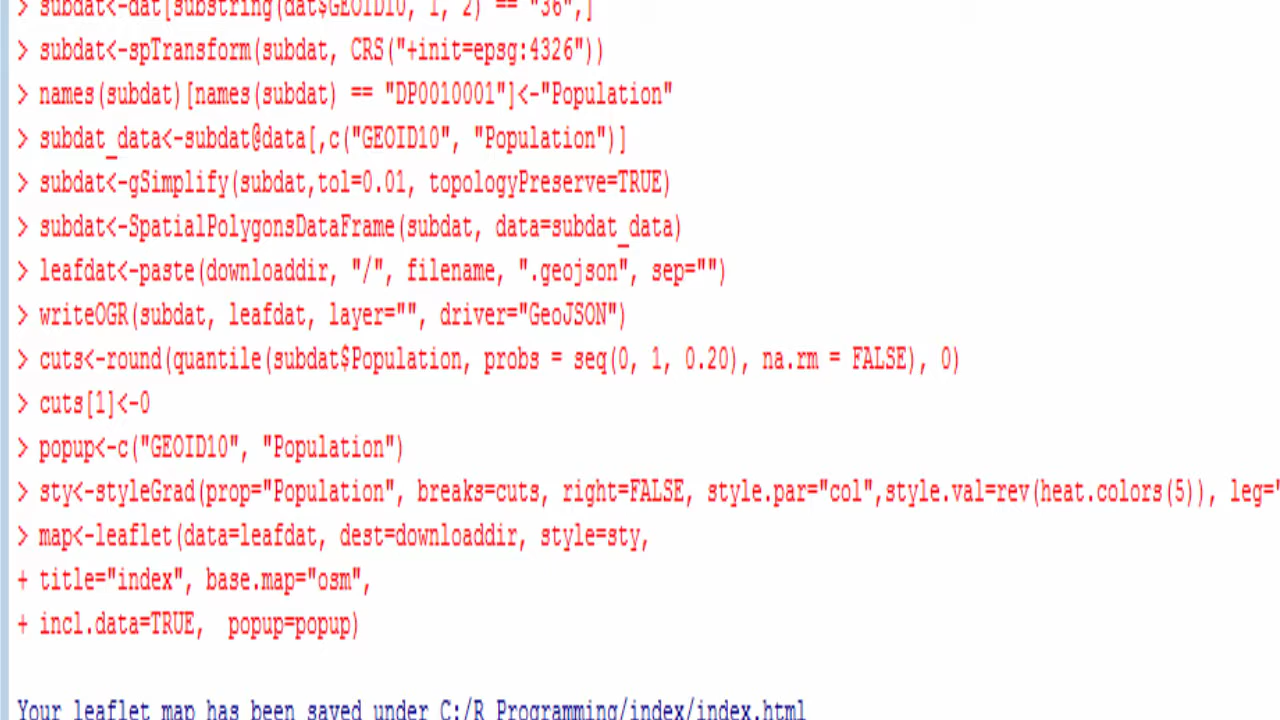 > subdat<-dat[substring(dat$GEOID10, 1, 2) == "36",]
> subdat<-spTransform(subdat, CRS("+init=epsg:4326"))
> names(subdat)[names(subdat) == "DP0010001"]<-"Population"
> subdat_data<-subdat@data[,c("GEOID10", "Population")]
> subdat<-gSimplify(subdat,tol=0.01, topologyPreserve=TRUE)
> subdat<-SpatialPolygonsDataFrame(subdat, data=subdat_data)
> leafdat<-paste(downloaddir, "/", filename, ".geojson", sep="")
> writeOGR(subdat, leafdat, layer="", driver="GeoJSON")
> cuts<-round(quantile(subdat$Population, probs = seq(0, 1, 0.20), na.rm = FALSE), 0)
> cuts[1]<-0
> popup<-c("GEOID10", "Population")
> sty<-styleGrad(prop="Population", breaks=cuts, right=FALSE, style.par="col",style.val=rev(heat.colors(5)), leg="
> map<-leaflet(data=leafdat, dest=downloaddir, style=sty,
+ title="index", base.map="osm",
+ incl.data=TRUE,  popup=popup)
Your leaflet map has been saved under C:/R Programming/index/index.html